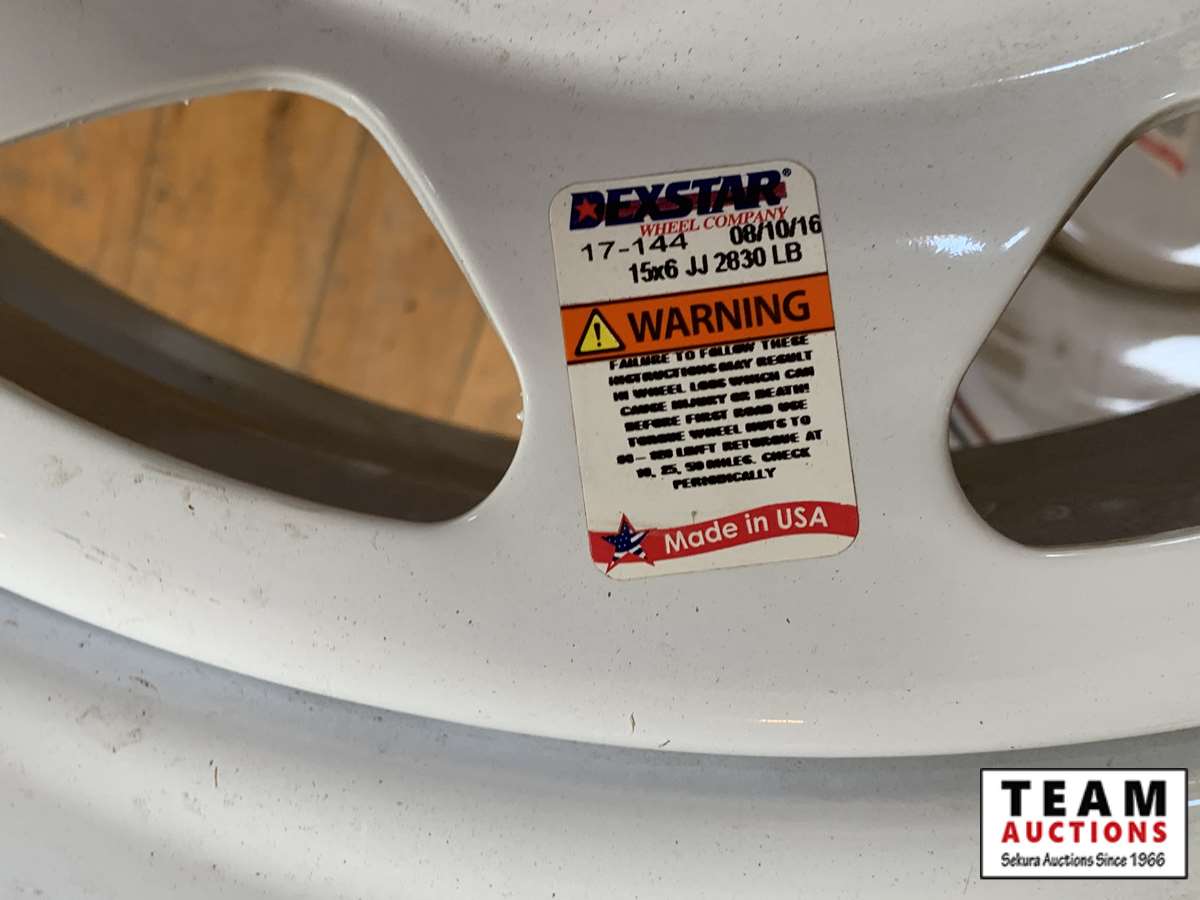 DEXSTAR®
WHEEL COMPANY
17-144 08/10/16
15x6 JJ 2830 LB
WARNING
FAILURE TO FOLLOW THESE
INSTRUCTIONS MAY RESULT
IN WHEEL LOSS WHICH CAN
CAUSE INJURY OR DEATH!
BEFORE FIRST ROAD USE
TORQUE WHEEL NUTS TO
LB/FT RETORQUE AT
10, 25, 50 MILES. CHECK
PERIODICALLY
Made in USA
TEAM
AUCTIONS
Sekura Auctions Since 1966